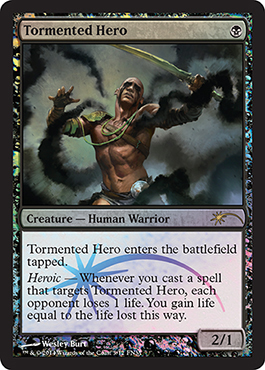 Tormented Hero
Creature — Human Warrior
Tormented Hero enters the battlefield
tapped.
Heroic — Whenever you cast a spell
that targets Tormented Hero, each
opponent loses 1 life. You gain life
equal to the life lost this way.
Wesley Burt
2/1